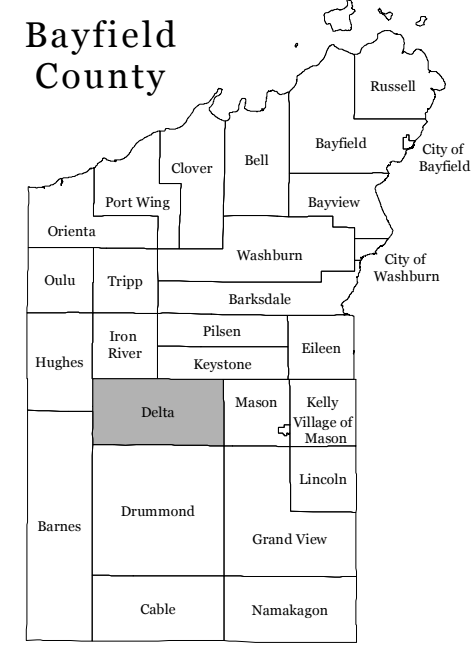 Bayfield
County
Russell
Bayfield
City of
Bayfield
Clover
Bell
Port Wing
Bayview
Orienta
Washburn
City of
Washburn
Oulu
Tripp
Barksdale
Pilsen
Iron
River
Eileen
Hughes
Keystone
Delta
Mason
Kelly
Village of
Mason
Lincoln
Drummond
Barnes
Grand View
Cable
Namakagon